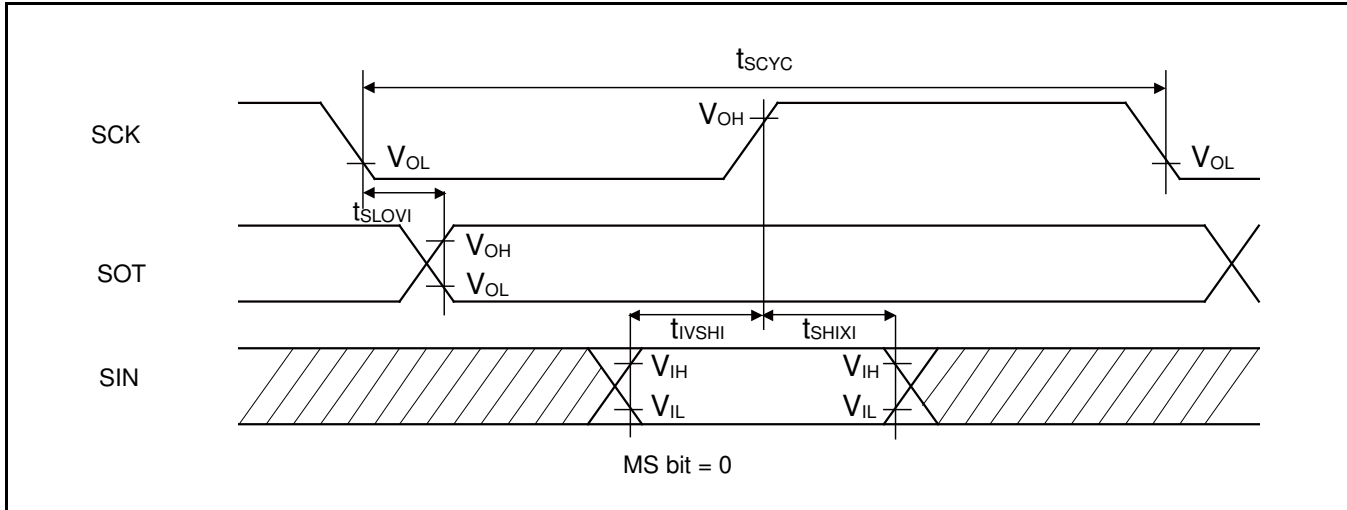 tSCYC
SCK
VOH
VOL
VOL
tSLOVI
SOT
VOH
VOL
tIVSHI
tSHIXI
SIN
VIH
VIH
VIL
VIL
MS bit = 0